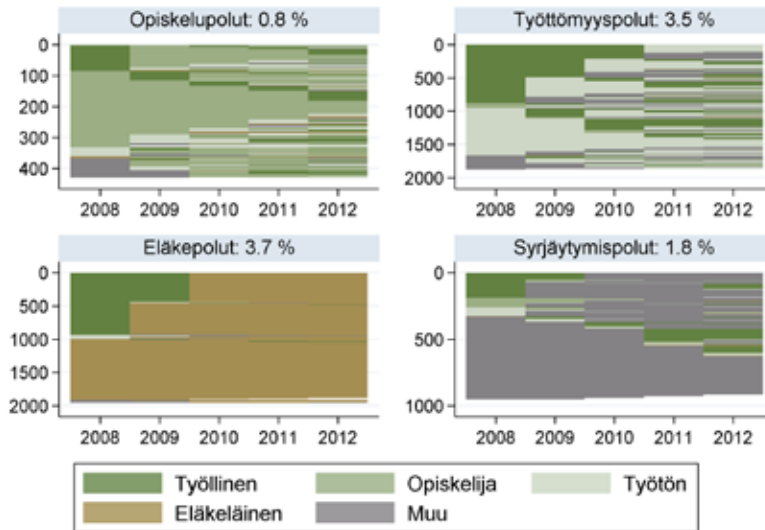 Opiskelupolut: 0.8 %
0
100
200
300
400
2008 2009 2010 2011 2012
Työttömyyspolut: 3.5 %
0
500
1000
1500
2000
2008 2009 2010 2011 2012
Eläkepolut: 3.7 %
0
500
1000
1500
2000
2008 2009 2010 2011 2012
Syrjäytymispolut: 1.8 %
0
500
1000
2008 2009 2010 2011 2012
Työllinen Opiskelija Työtön
Eläkeläinen Muu